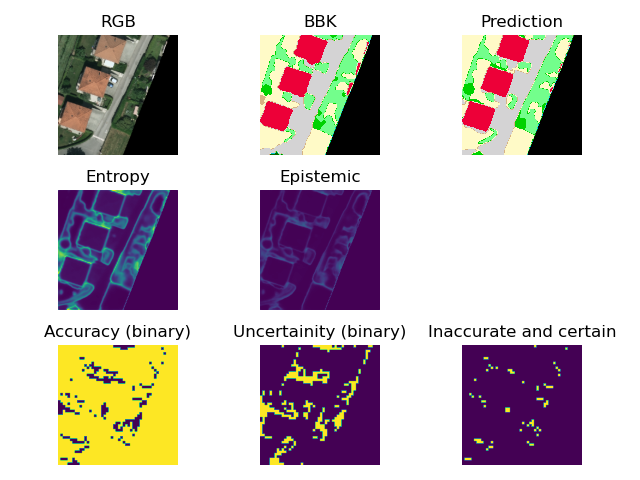 RGB
BBK
Prediction
Entropy
Epistemic
Accuracy (binary)
Uncertainity (binary)
Inaccurate and certain